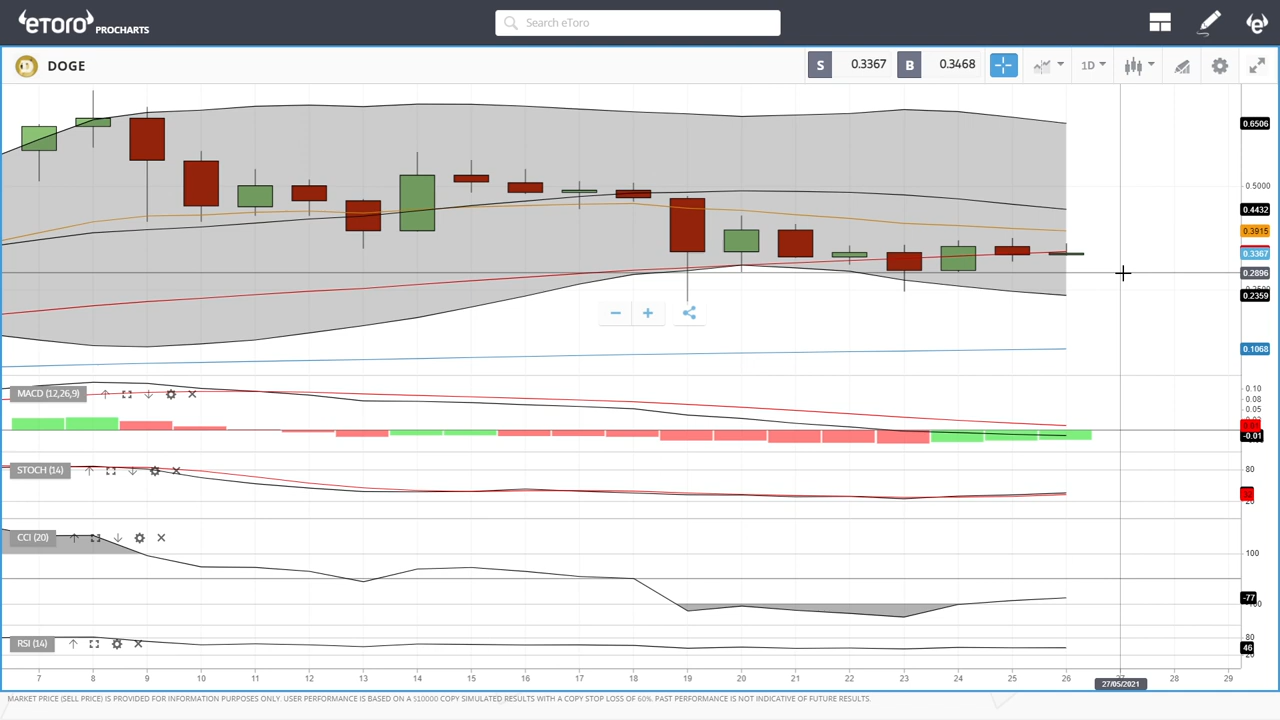 eToro PROCHARTS
Search eToro
DOGE
S 0.3367 B 0.3468
1D
0.6506
0.5000
0.4432
0.3915
0.3367
0.2896
0.2359
0.1068
MACD (12,26,9)
0.10
0.08
0.05
-0.01
STOCH (14)
80
32
20
CCI (20)
100
-77
-100
RSI (14)
80
46
20
7 8 9 10 11 12 13 14 15 16 17 18 19 20 21 22 23 24 25 26 27 28 29
27/05/2021
MARKET PRICE (SELL PRICE) IS PROVIDED FOR INFORMATION PURPOSES ONLY. USER PERFORMANCE IS BASED ON A $10000 COPY SIMULATED RESULTS WITH A COPY STOP LOSS OF 60%. PAST PERFORMANCE IS NOT INDICATIVE OF FUTURE RESULTS.